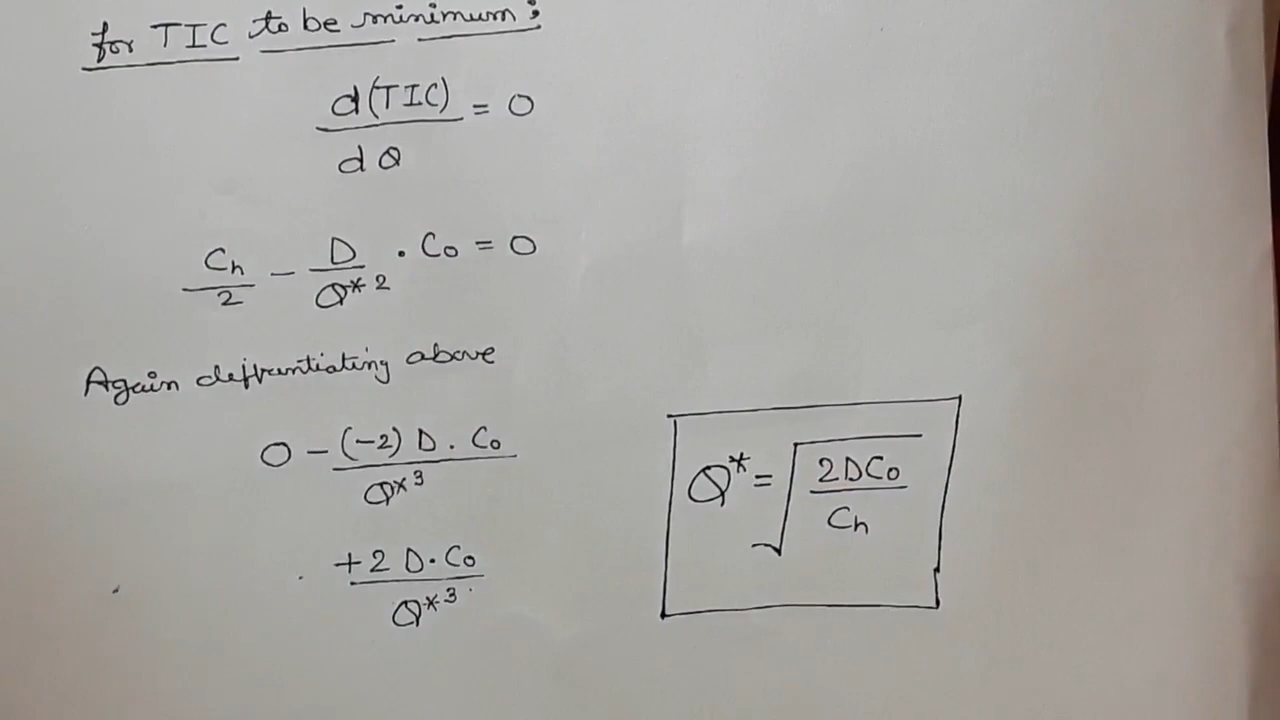 for TIC to be minimum;
d(TIC)/dQ = 0
Ch/2 - D/Q*2 . Co = 0
Again deffrantiating above
0 - (-2) D . Co/Q*3
+2 D . Co/Q*3
Q* = √(2DCo/Ch)